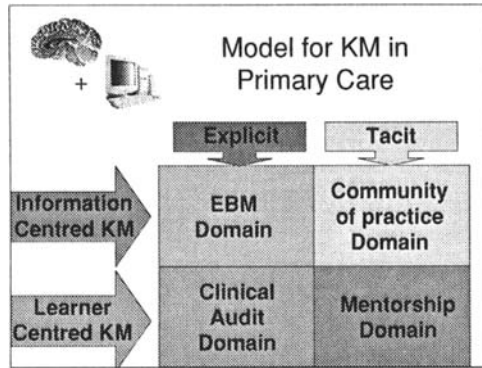 Model for KM in
Primary Care
+
Explicit
Tacit
Information
Centred KM
EBM
Domain
Community
of practice
Domain
Learner
Centred KM
Clinical
Audit
Domain
Mentorship
Domain